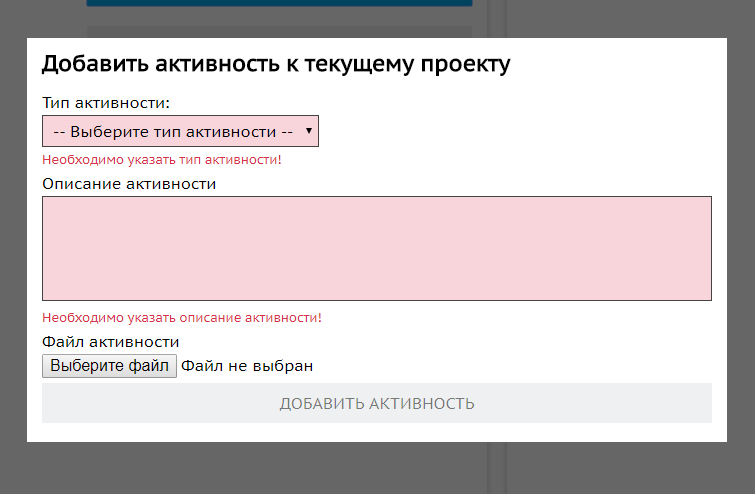 Добавить активность к текущему проекту
Тип активности:
-- Выберите тип активности --
Необходимо указать тип активности!
Описание активности
Необходимо указать описание активности!
Файл активности
Выберите файл Файл не выбран
ДОБАВИТЬ АКТИВНОСТЬ